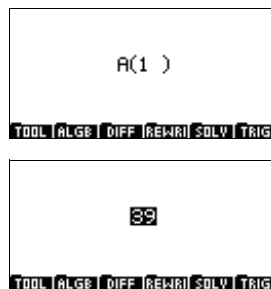 A(1 )
TOOL ALGB DIFF REWRI SOLV TRIG
39
TOOL ALGB DIFF REWRI SOLV TRIG